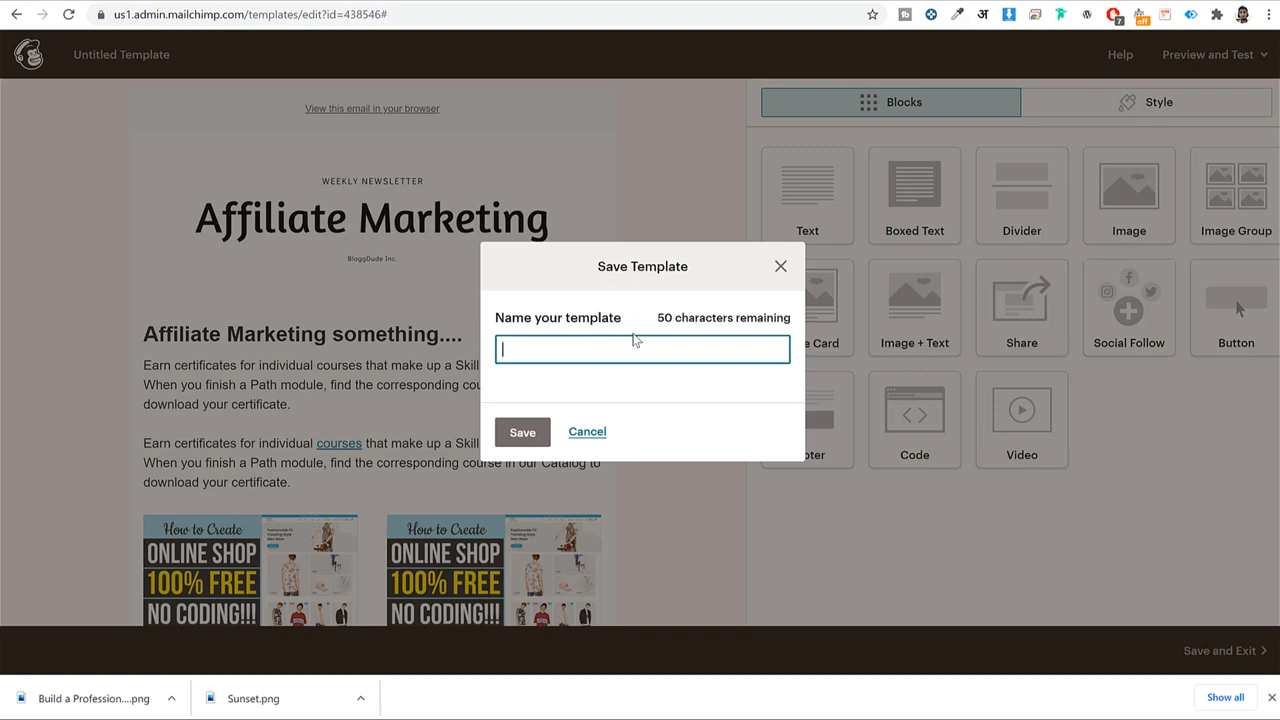 us1.admin.mailchimp.com/templates/edit?id=438546#
7
off
Untitled Template
Help
Preview and Test
View this email in your browser
Blocks
Style
WEEKLY NEWSLETTER
Affiliate Marketing
BloggDude Inc.
Text
Boxed Text
Divider
Image
Image Group
Save Template
Name your template
50 characters remaining
Save
Cancel
Card
Image + Text
Share
Social Follow
Button
Affiliate Marketing something....
Earn certificates for individual courses that make up a Skill
When you finish a Path module, find the corresponding
download your certificate.
Earn certificates for individual courses that make up a Skill
When you finish a Path module, find the corresponding course in our Catalog to
download your certificate.
Code
Video
How to Create
ONLINE SHOP
100% FREE
NO CODING!!!
How to Create
ONLINE SHOP
100% FREE
NO CODING!!!
Save and Exit
Build a Profession....png
Sunset.png
Show all